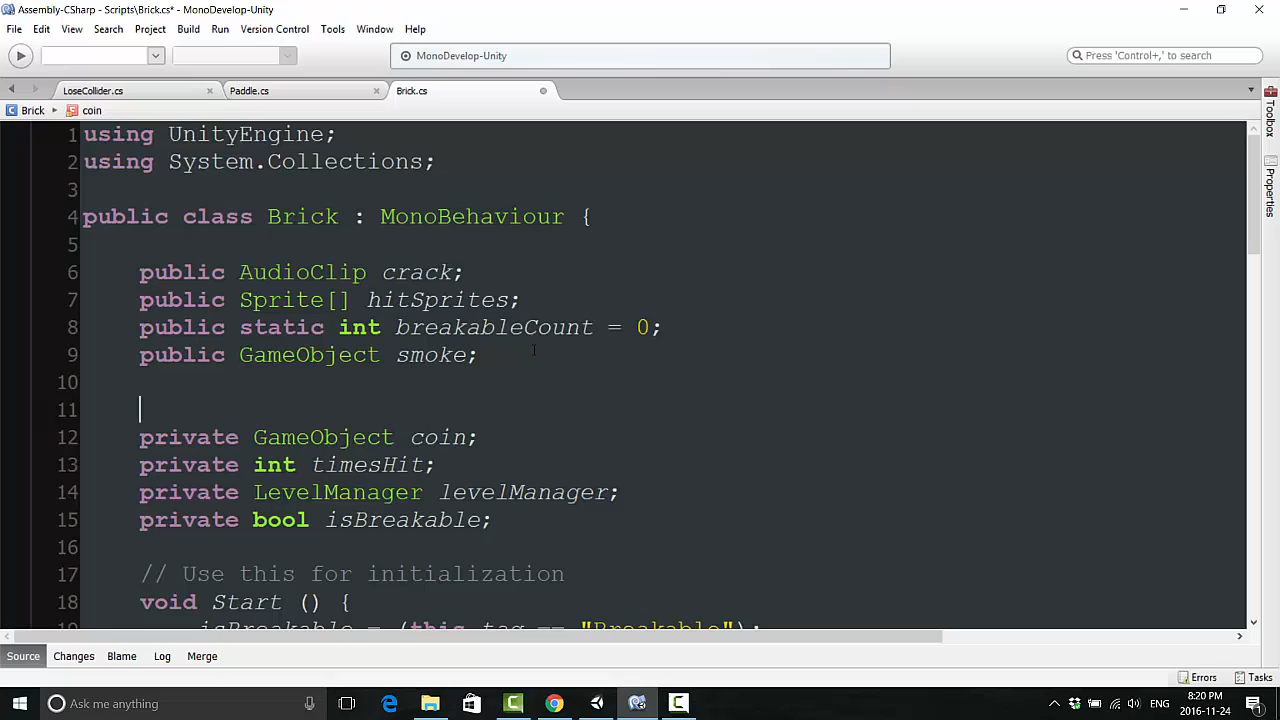 Assembly-CSharp - Scripts\Brick.cs* - MonoDevelop-Unity
File Edit View Search Project Build Run Version Control Tools Window Help
MonoDevelop-Unity
Press 'Control+,' to search
LoseCollider.cs Paddle.cs Brick.cs
Brick coin
Toolbox
Properties
1 using UnityEngine;
2 using System.Collections;
3
4 public class Brick : MonoBehaviour {
5
6 public AudioClip crack;
7 public Sprite[] hitSprites;
8 public static int breakableCount = 0;
9 public GameObject smoke;
10
11
12 private GameObject coin;
13 private int timesHit;
14 private LevelManager levelManager;
15 private bool isBreakable;
16
17 // Use this for initialization
18 void Start () {
19 isBreakable = (this.tag == "Breakable");
Source Changes Blame Log Merge
Errors Tasks
Ask me anything
ENG
8:20 PM
2016-11-24